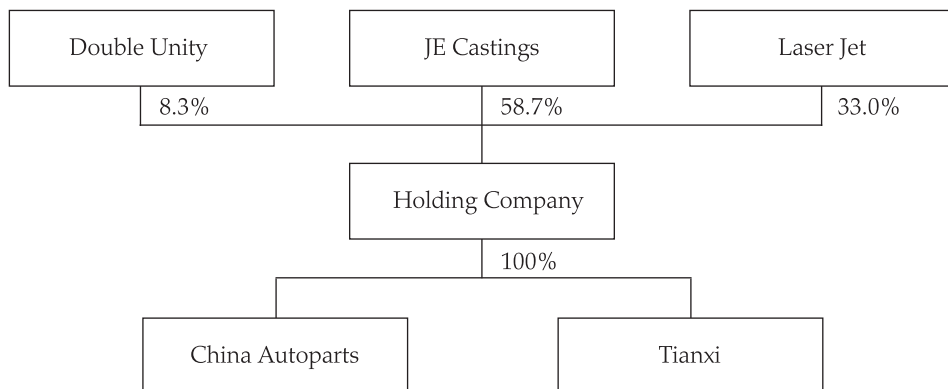 Double Unity
JE Castings
Laser Jet
8.3%
58.7%
33.0%
Holding Company
100%
China Autoparts
Tianxi